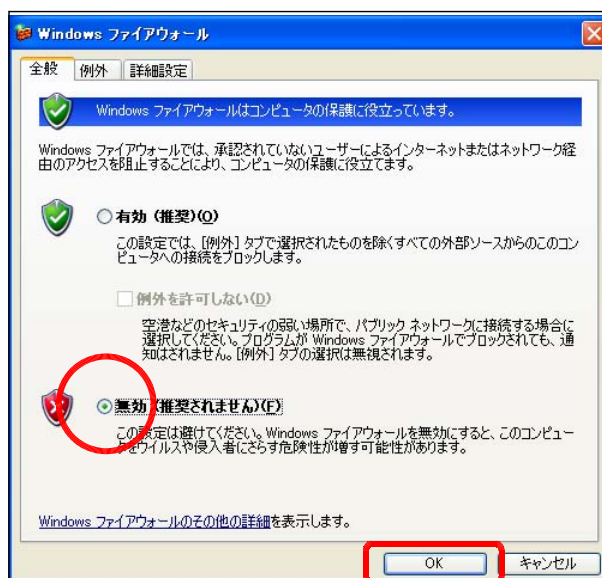 Windows ファイアウォール
全般 例外 詳細設定
Windows ファイアウォールはコンピュータの保護に役立っています。
Windows ファイアウォールでは、承認されていないユーザーによるインターネットまたはネットワーク経
由のアクセスを阻止することにより、コンピュータの保護に役立てます。
有効 (推奨)(O)
この設定では、[例外] タブで選択されたものを除くすべての外部ソースからのこのコン
ピュータへの接続をブロックします。
例外を許可しない(D)
空港などのセキュリティの弱い場所で、パブリック ネットワークに接続する場合に
選択してください。プログラムが Windows ファイアウォールでブロックされても、通
知はされません。[例外] タブの選択は無視されます。
無効 (推奨されません)(F)
この設定は避けてください。Windows ファイアウォールを無効にすると、このコンピュー
タをウイルスや侵入者にさらす危険性が増す可能性があります。
Windows ファイアウォールのその他の詳細を表示します。
OK キャンセル